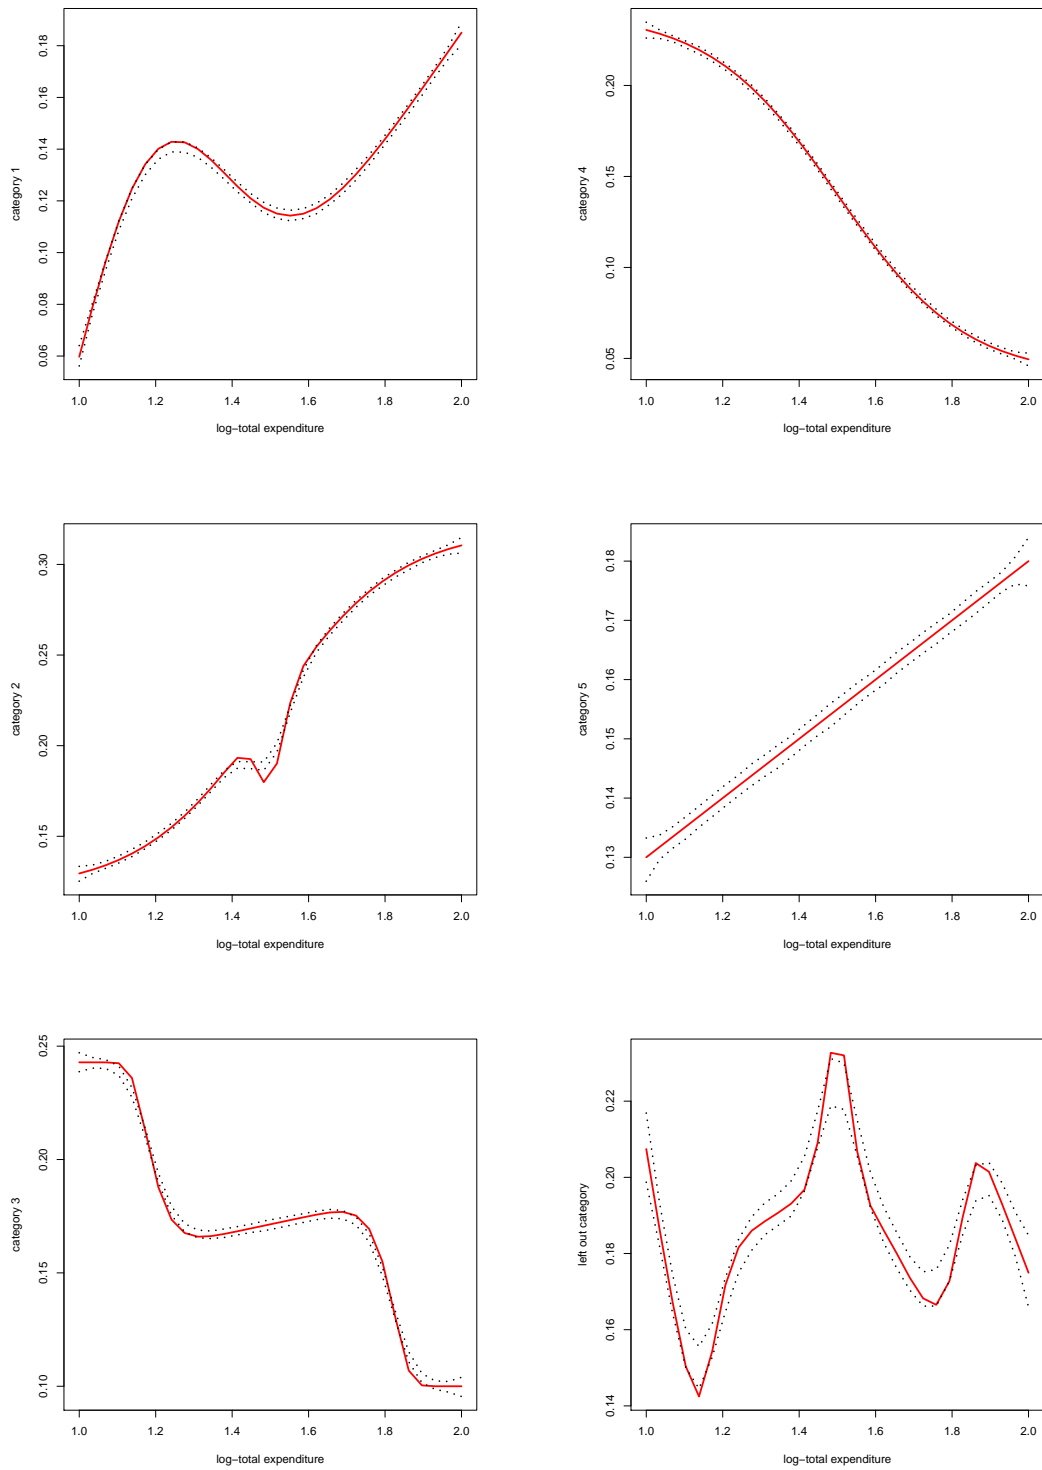 0.06 0.08 0.10 0.12 0.14 0.16 0.18
category 1
1.0 1.2 1.4 1.6 1.8 2.0
log−total expenditure
0.05 0.10 0.15 0.20
category 4
1.0 1.2 1.4 1.6 1.8 2.0
log−total expenditure
0.15 0.20 0.25 0.30
category 2
1.0 1.2 1.4 1.6 1.8 2.0
log−total expenditure
0.13 0.14 0.15 0.16 0.17 0.18
category 5
1.0 1.2 1.4 1.6 1.8 2.0
log−total expenditure
0.10 0.15 0.20 0.25
category 3
1.0 1.2 1.4 1.6 1.8 2.0
log−total expenditure
0.14 0.16 0.18 0.20 0.22
left out category
1.0 1.2 1.4 1.6 1.8 2.0
log−total expenditure